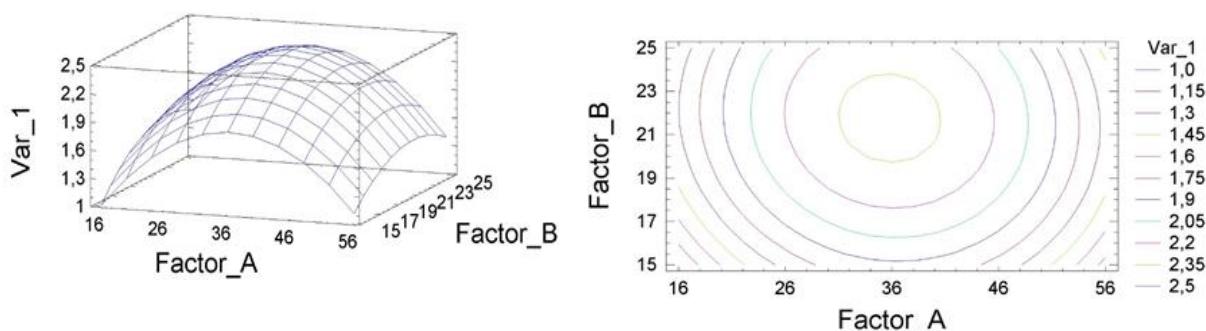 2,5
2,2
1,9
1,6
1,3
1
Var_1
16 26 36 46 56
Factor_A
15 17 19 21 23 25
Factor_B
25
23
21
19
17
15
Factor_B
16 26 36 46 56
Factor A
Var_1
1,0
1,15
1,3
1,45
1,6
1,75
1,9
2,05
2,2
2,35
2,5